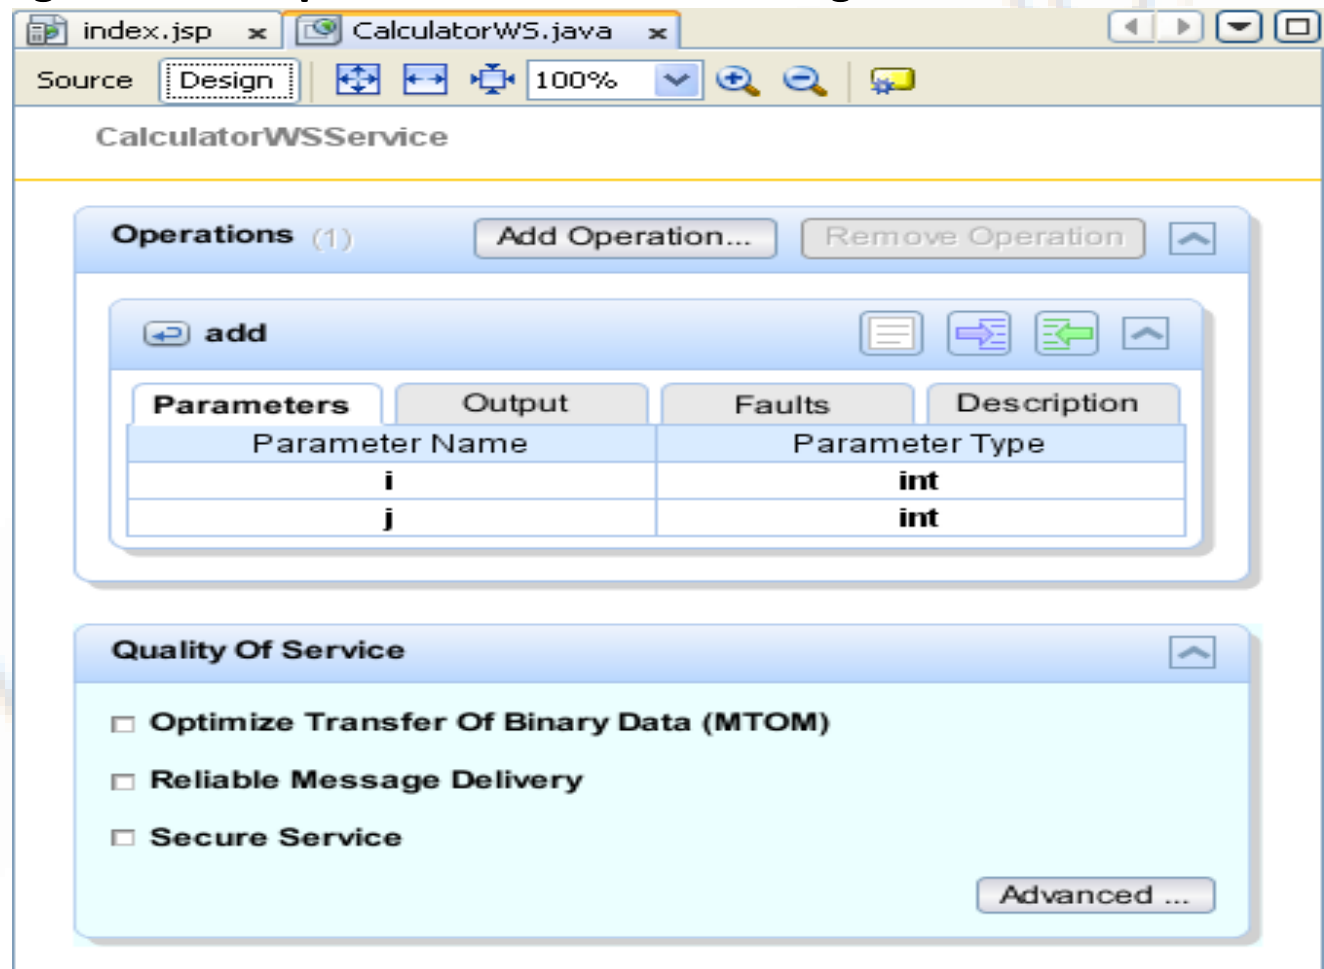 index.jsp x CalculatorWS.java x
Source Design 100%
CalculatorWSService
Operations (1) Add Operation... Remove Operation
add
Parameters Output Faults Description
Parameter Name Parameter Type
i int
j int
Quality Of Service
Optimize Transfer Of Binary Data (MTOM)
Reliable Message Delivery
Secure Service
Advanced ...